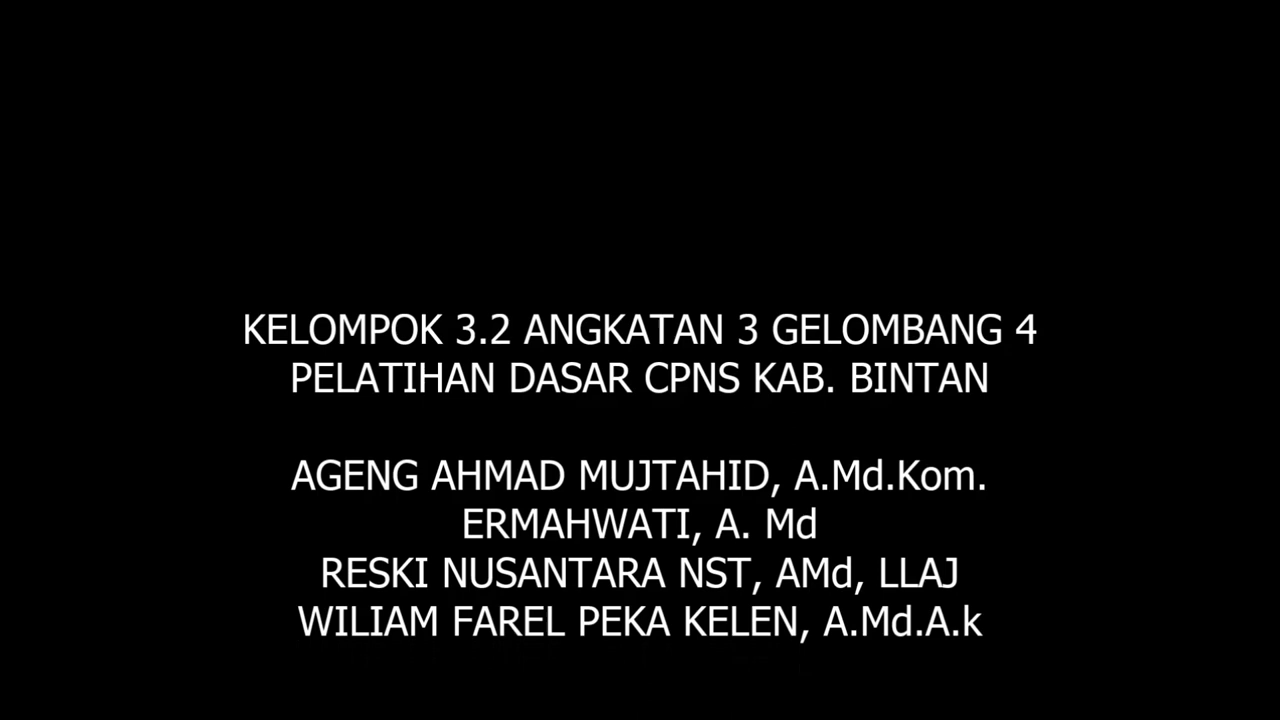 KELOMPOK 3.2 ANGKATAN 3 GELOMBANG 4
PELATIHAN DASAR CPNS KAB. BINTAN
AGENG AHMAD MUJTAHID, A.Md.Kom.
ERMAHWATI, A. Md
RESKI NUSANTARA NST, AMd, LLAJ
WILIAM FAREL PEKA KELEN, A.Md.A.k